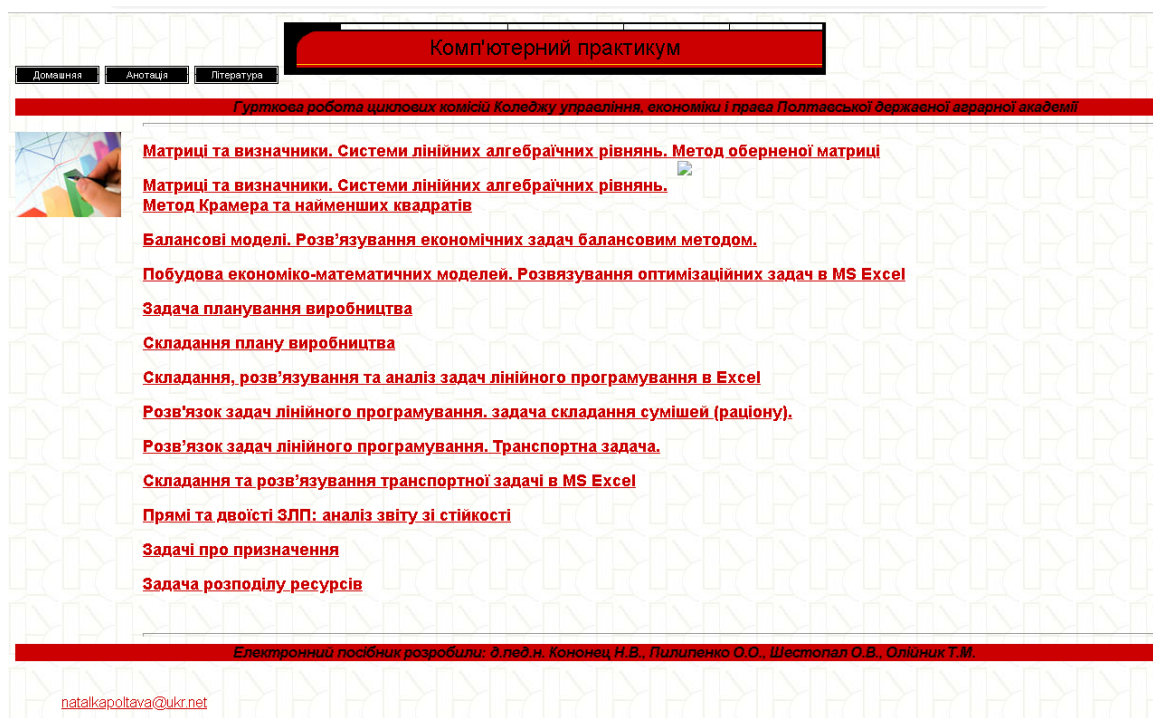 Комп'ютерний практикум
Домашняя
Анотація
Література
Гурткова робота циклових комісій Коледжу управління, економіки і права Полтавської державної аграрної академії
Матриці та визначники. Системи лінійних алгебраїчних рівнянь. Метод оберненої матриці
Матриці та визначники. Системи лінійних алгебраїчних рівнянь.
Метод Крамера та найменших квадратів
Балансові моделі. Розв’язування економічних задач балансовим методом.
Побудова економіко-математичних моделей. Розвязування оптимізаційних задач в MS Excel
Задача планування виробництва
Складання плану виробництва
Складання, розв’язування та аналіз задач лінійного програмування в Excel
Розв'язок задач лінійного програмування. задача складання сумішей (раціону).
Розв’язок задач лінійного програмування. Транспортна задача.
Складання та розв’язування транспортної задачі в MS Excel
Прямі та двоїсті ЗЛП: аналіз звіту зі стійкості
Задачі про призначення
Задача розподілу ресурсів
Електронний посібник розробили: д.пед.н. Кононец Н.В., Пилипенко О.О., Шестопал О.В., Олійник Т.М.
natalkapoltava@ukr.net